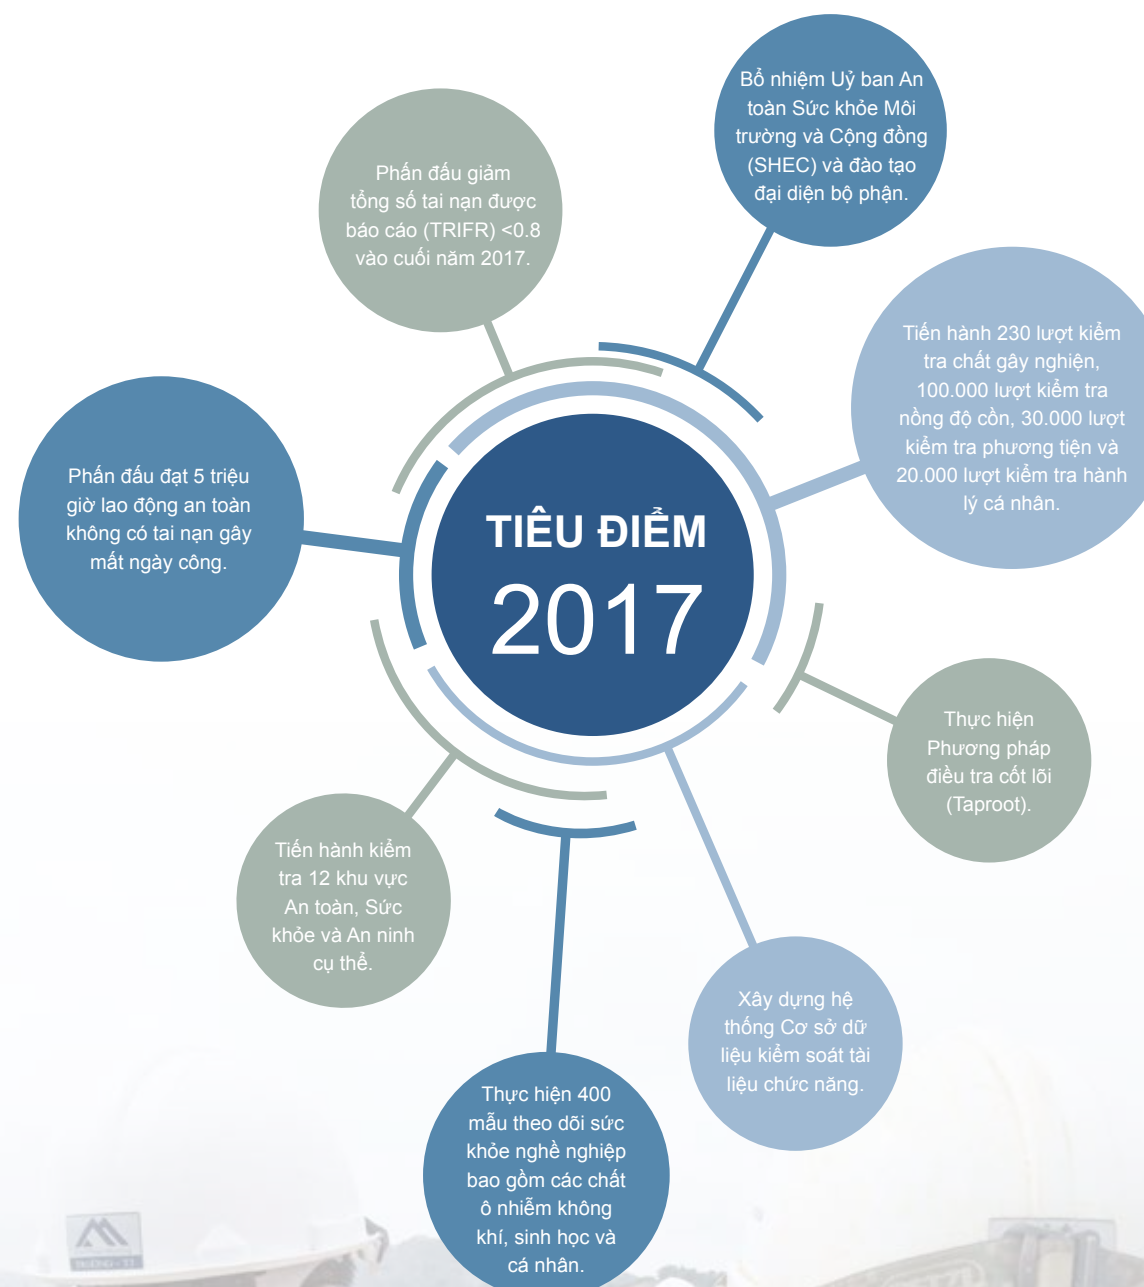 Bổ nhiệm Uỷ ban An
toàn Sức khỏe Môi
trường và Cộng đồng
(SHEC) và đào tạo
đại diện bộ phận.
Phấn đấu giảm
tổng số tai nạn được
báo cáo (TRIFR) <0.8
vào cuối năm 2017.
Tiến hành 230 lượt kiểm
tra chất gây nghiện,
100.000 lượt kiểm tra
nồng độ cồn, 30.000 lượt
kiểm tra phương tiện và
20.000 lượt kiểm tra hành
lý cá nhân.
Phấn đấu đạt 5 triệu
giờ lao động an toàn
không có tai nạn gây
mất ngày công.
TIÊU ĐIỂM
2017
Thực hiện
Phương pháp
điều tra cốt lõi
(Taproot).
Tiến hành kiểm
tra 12 khu vực
An toàn, Sức
khỏe và An ninh
cụ thể.
Xây dựng hệ
thống Cơ sở dữ
liệu kiểm soát tài
liệu chức năng.
Thực hiện 400
mẫu theo dõi sức
khỏe nghề nghiệp
bao gồm các chất
ô nhiễm không
khí, sinh học và
cá nhân.